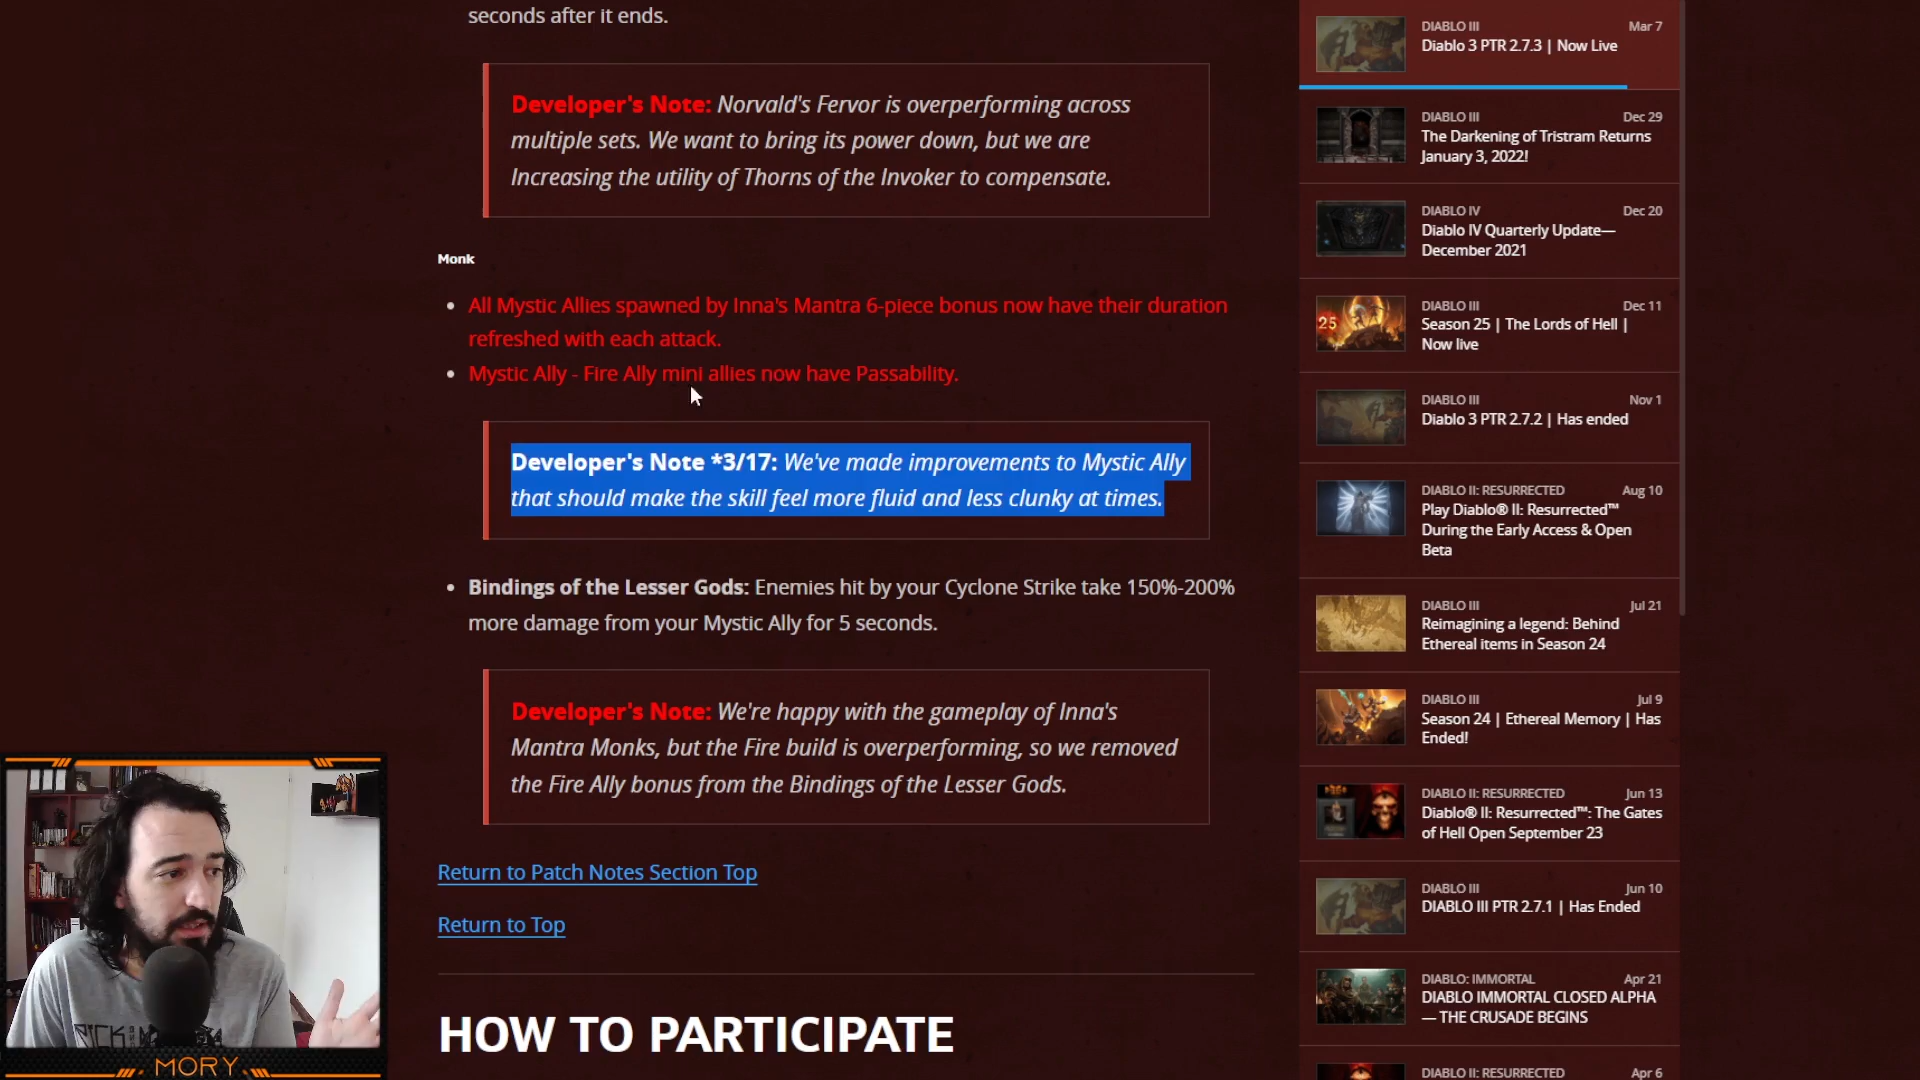 seconds after it ends.
Developer's Note: Norvald's Fervor is overperforming across
multiple sets. We want to bring its power down, but we are
Increasing the utility of Thorns of the Invoker to compensate.
Monk
All Mystic Allies spawned by Inna's Mantra 6-piece bonus now have their duration
refreshed with each attack.
Mystic Ally - Fire Ally mini allies now have Passability.
Developer's Note *3/17: We've made improvements to Mystic Ally
that should make the skill feel more fluid and less clunky at times.
Bindings of the Lesser Gods: Enemies hit by your Cyclone Strike take 150%-200%
more damage from your Mystic Ally for 5 seconds.
Developer's Note: We're happy with the gameplay of Inna's
Mantra Monks, but the Fire build is overperforming, so we removed
the Fire Ally bonus from the Bindings of the Lesser Gods.
Return to Patch Notes Section Top
Return to Top
HOW TO PARTICIPATE
DIABLO III Mar 7
Diablo 3 PTR 2.7.3 | Now Live
DIABLO III Dec 29
The Darkening of Tristram Returns
January 3, 2022!
DIABLO IV Dec 20
Diablo IV Quarterly Update—
December 2021
25
DIABLO III Dec 11
Season 25 | The Lords of Hell |
Now live
DIABLO III Nov 1
Diablo 3 PTR 2.7.2 | Has ended
DIABLO II: RESURRECTED Aug 10
Play Diablo® II: Resurrected™
During the Early Access & Open
Beta
DIABLO III Jul 21
Reimagining a legend: Behind
Ethereal items in Season 24
DIABLO III Jul 9
Season 24 | Ethereal Memory | Has
Ended!
DIABLO II: RESURRECTED Jun 13
Diablo® II: Resurrected™: The Gates
of Hell Open September 23
DIABLO III Jun 10
DIABLO III PTR 2.7.1 | Has Ended
DIABLO: IMMORTAL Apr 21
DIABLO IMMORTAL CLOSED ALPHA
— THE CRUSADE BEGINS
DIABLO II: RESURRECTED Apr 6
MORY